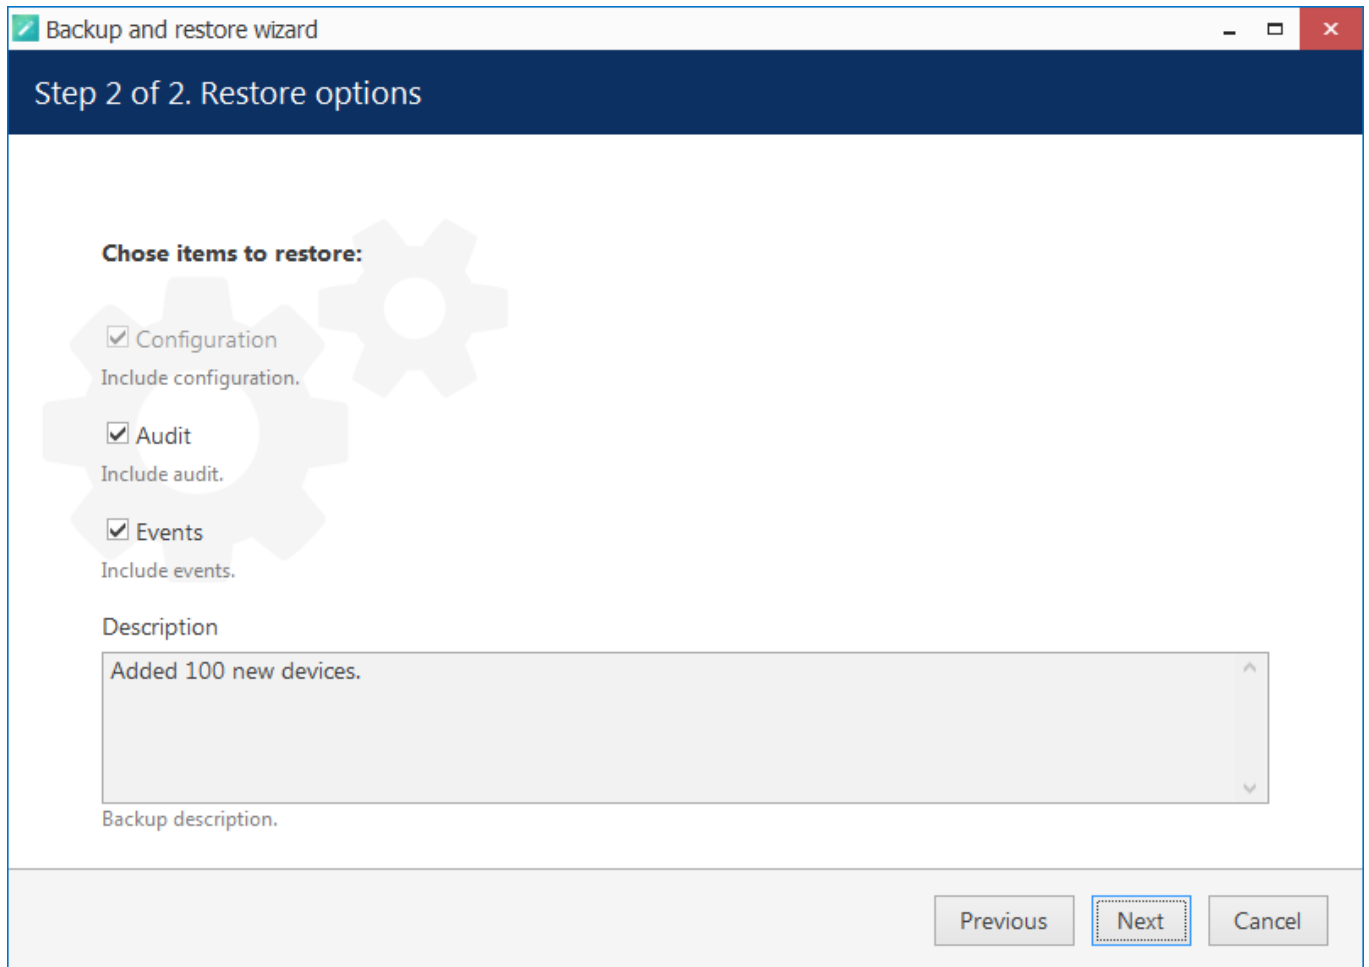 Backup and restore wizard
Step 2 of 2. Restore options
Chose items to restore:
Configuration
Include configuration.
Audit
Include audit.
Events
Include events.
Description
Added 100 new devices.
Backup description.
Previous Next Cancel